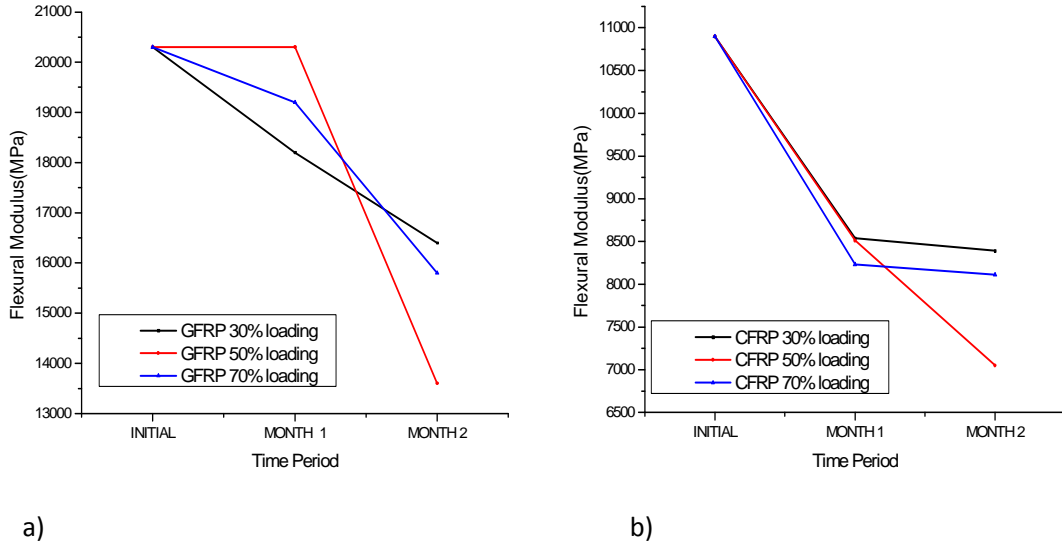 21000
20000
19000
18000
17000
16000
15000
14000
13000
Flexural Modulus(MPa)
GFRP 30% loading
GFRP 50% loading
GFRP 70% loading
INITIAL
MONTH 1
MONTH 2
Time Period
a)
11000
10500
10000
9500
9000
8500
8000
7500
7000
6500
Flexural Modulus(MPa)
CFRP 30% loading
CFRP 50% loading
CFRP 70% loading
INITIAL
MONTH 1
MONTH 2
Time Period
b)